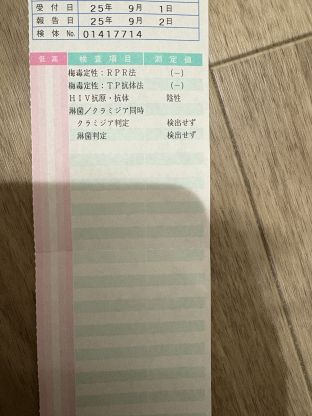 受付日 25年 9月 1日
報告日 25年 9月 2日
検体 No. 01417714
低 高 検査項目 測定値
梅毒定性:RPR法 (-)
梅毒定性:TP抗体法 (-)
HIV抗原・抗体 陰性
淋菌/クラミジア同時
クラミジア判定 検出せず
淋菌判定 検出せず